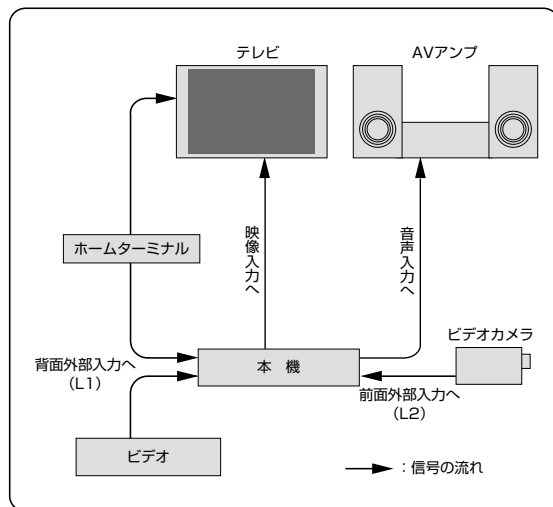 テレビ
AVアンプ
ホームターミナル
映像入力へ
音声入力へ
ビデオカメラ
背面外部入力へ
(L1)
本 機
前面外部入力へ
(L2)
ビデオ
:信号の流れ